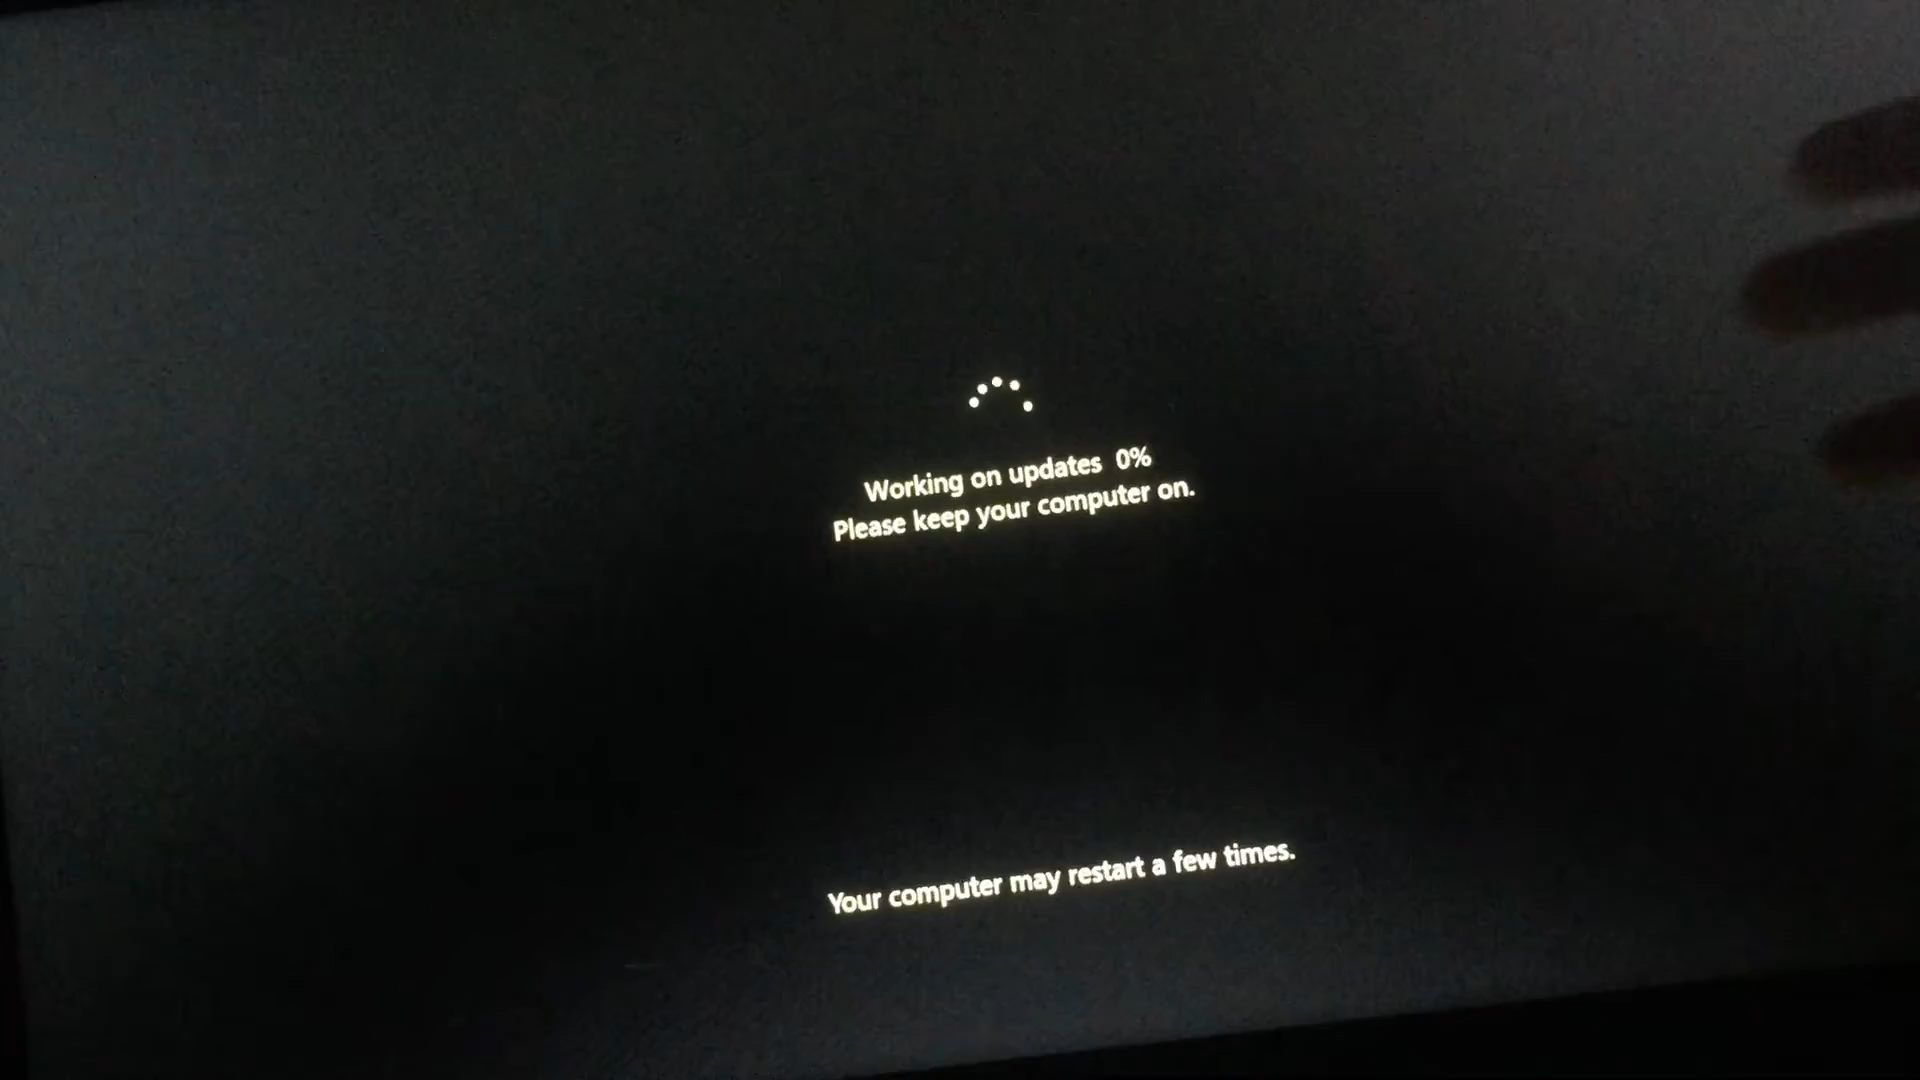 Working on updates 0%
Please keep your computer on.
Your computer may restart a few times.